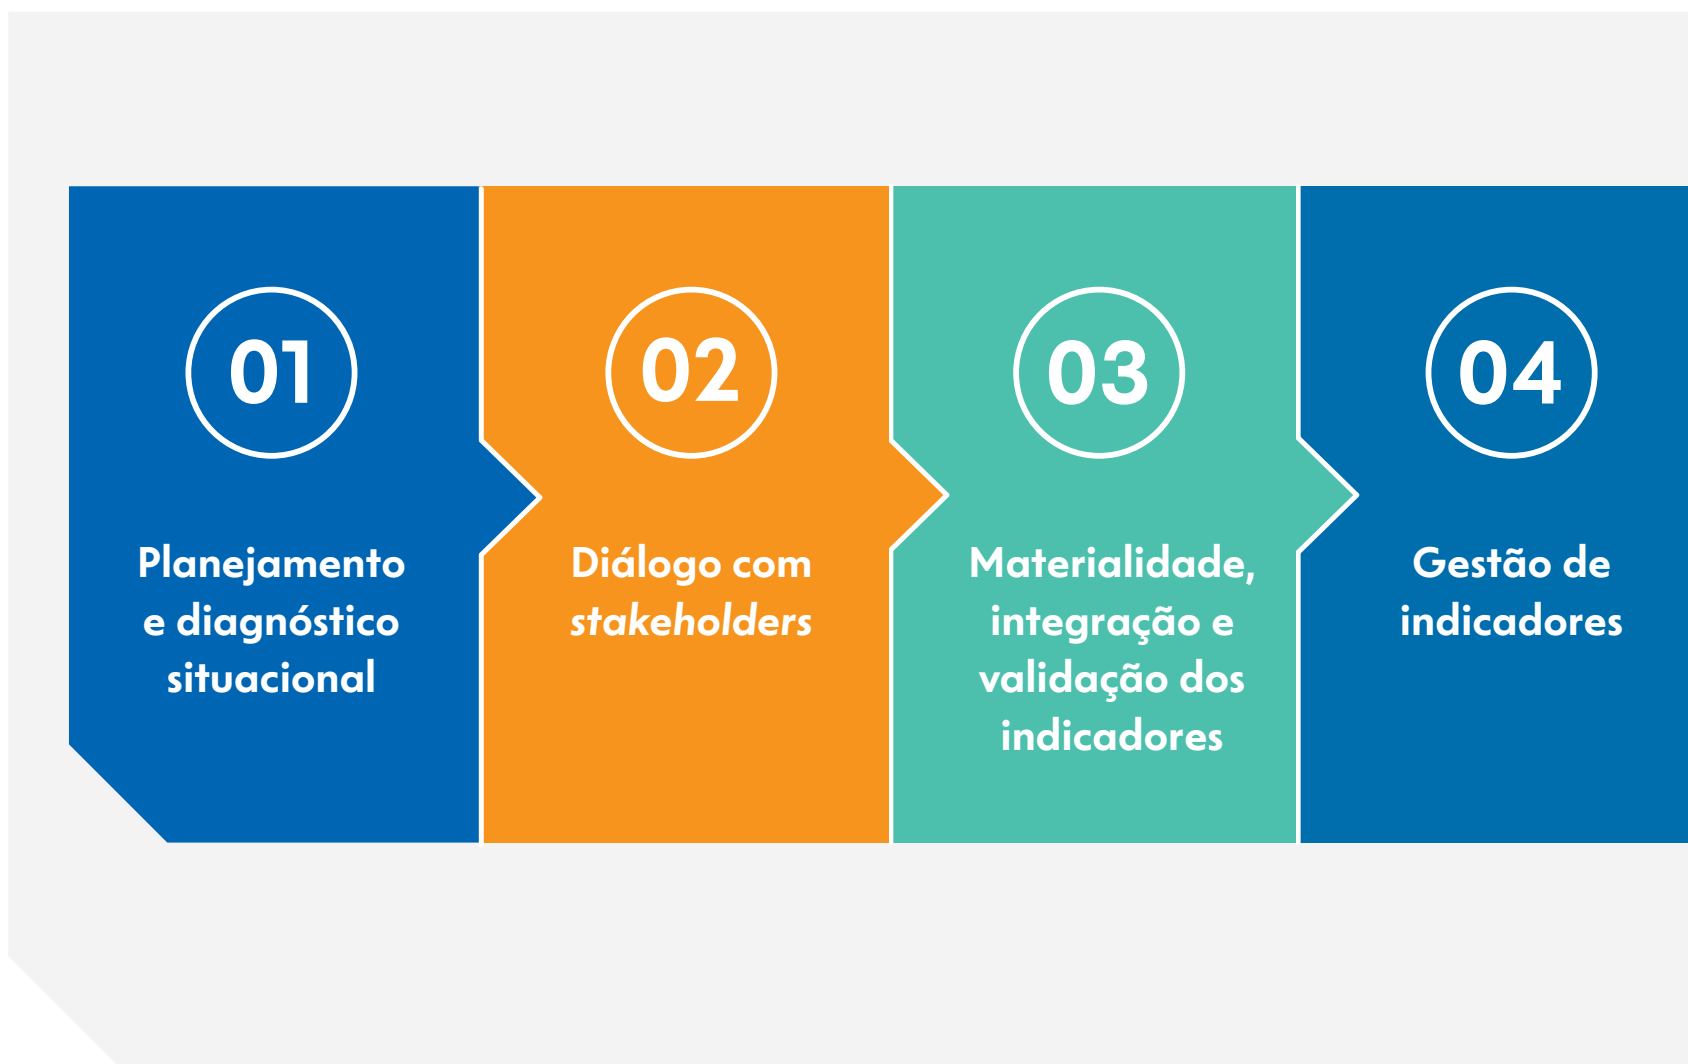 01
Planejamento
e diagnóstico
situacional
02
Diálogo com
stakeholders
03
Materialidade,
integração e
validação dos
indicadores
04
Gestão de
indicadores